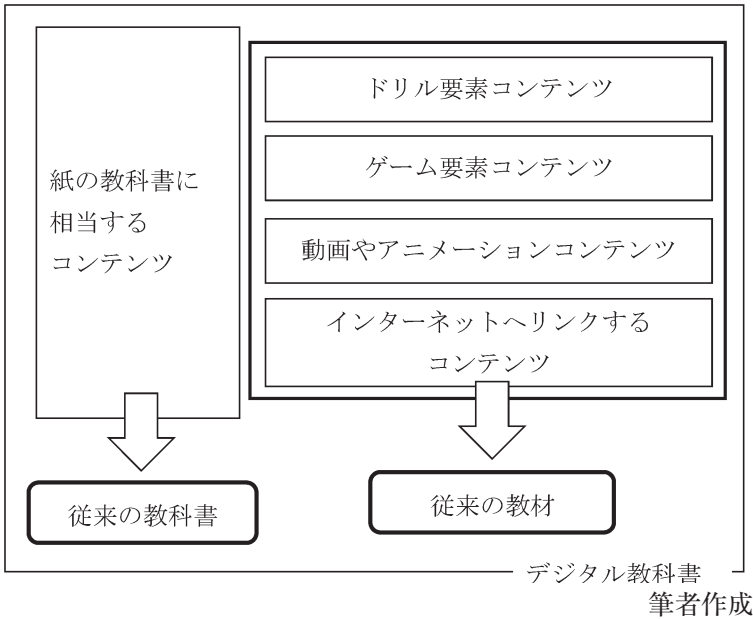 紙の教科書に
相当する
コンテンツ
ドリル要素コンテンツ
ゲーム要素コンテンツ
動画やアニメーションコンテンツ
インターネットへリンクする
コンテンツ
従来の教科書
従来の教材
デジタル教科書
筆者作成